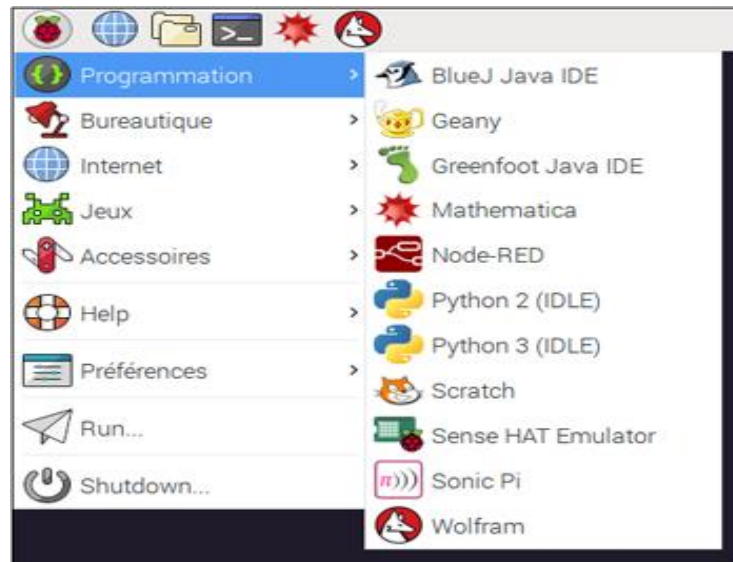 Programmation
Bureautique
Internet
Jeux
Accessoires
Help
Préférences
Run...
Shutdown...
BlueJ Java IDE
Geany
Greenfoot Java IDE
Mathematica
Node-RED
Python 2 (IDLE)
Python 3 (IDLE)
Scratch
Sense HAT Emulator
Sonic Pi
Wolfram